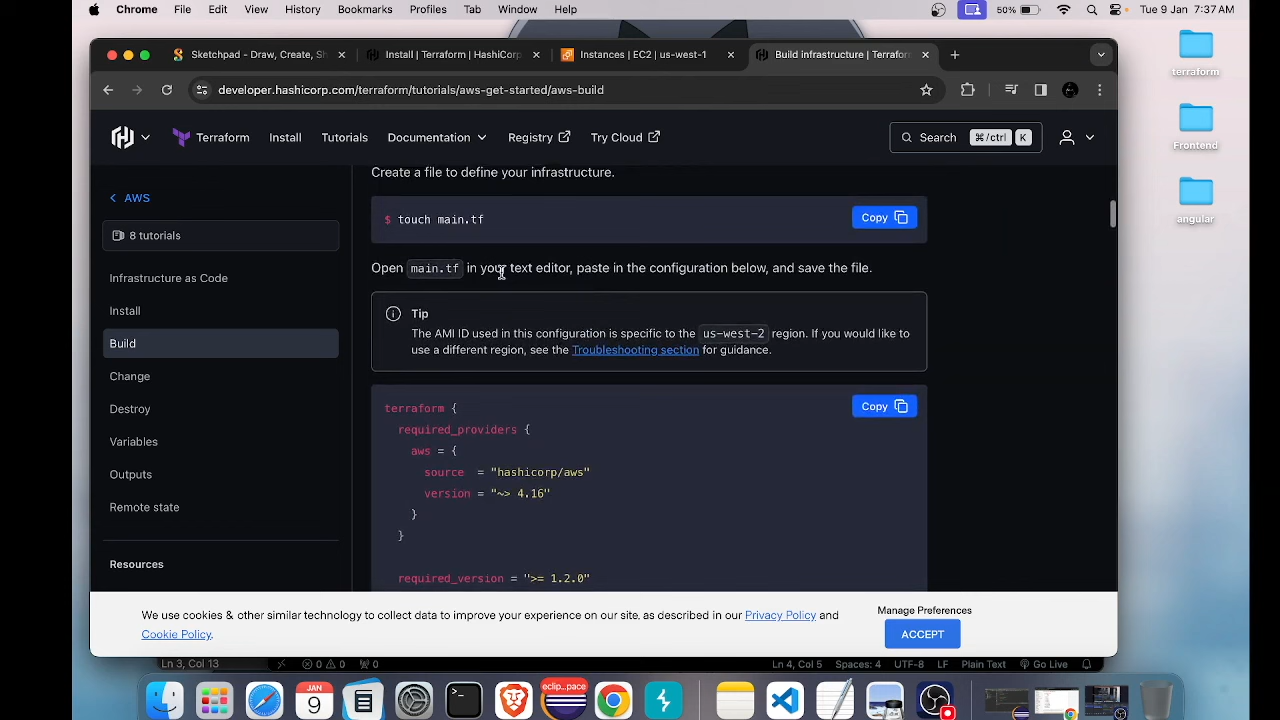 Chrome File Edit View History Bookmarks Profiles Tab Window Help 50% Tue 9 Jan 7:37 AM
Sketchpad - Draw, Create, Sh Install | Terraform | HashiCorp Instances | EC2 | us-west-1 Build infrastructure | Terraform
developer.hashicorp.com/terraform/tutorials/aws-get-started/aws-build
Terraform Install Tutorials Documentation Registry Try Cloud Search ⌘/ctrl K
AWS
8 tutorials
Infrastructure as Code
Install
Build
Change
Destroy
Variables
Outputs
Remote state
Resources
Create a file to define your infrastructure.
$ touch main.tf
Copy
Open main.tf in your text editor, paste in the configuration below, and save the file.
Tip
The AMI ID used in this configuration is specific to the us-west-2 region. If you would like to
use a different region, see the Troubleshooting section for guidance.
Copy
terraform {
required_providers {
aws = {
source = "hashicorp/aws"
version = "~> 4.16"
}
}
required_version = ">= 1.2.0"
We use cookies & other similar technology to collect data to improve your experience on our site, as described in our Privacy Policy and
Cookie Policy.
Manage Preferences
ACCEPT
Ln 3, Col 13 0 0 0 Ln 4, Col 5 Spaces: 4 UTF-8 LF Plain Text Go Live
terraform
Frontend
angular
JAN
9
eclip...pace